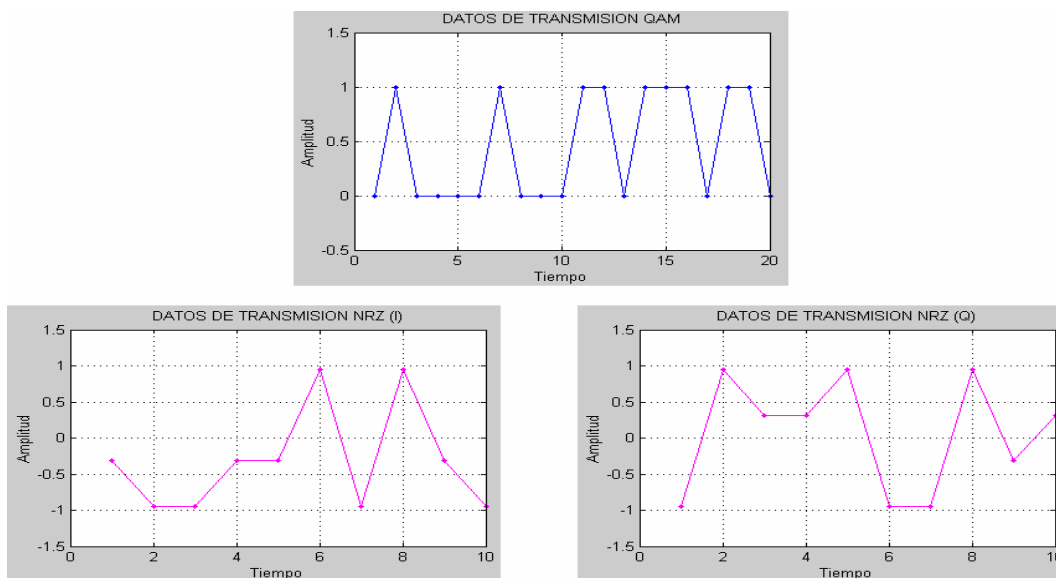 DATOS DE TRANSMISION QAM
1.5
1
0.5
0
-0.5
Amplitud
0 5 10 15 20
Tiempo
DATOS DE TRANSMISION NRZ (I)
1.5
1
0.5
0
-0.5
-1
-1.5
Amplitud
0 2 4 6 8 10
Tiempo
DATOS DE TRANSMISION NRZ (Q)
1.5
1
0.5
0
-0.5
-1
-1.5
Amplitud
0 2 4 6 8 10
Tiempo